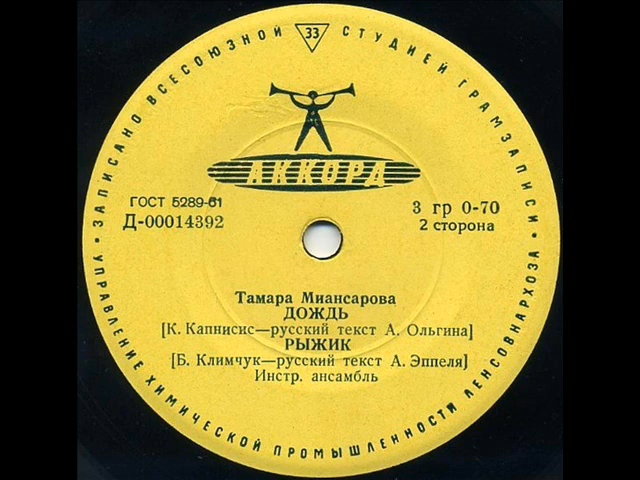 • ЗАПИСАНО ВСЕСОЮЗНОЙ 33 СТУДИЕЙ ГРАМЗАПИСИ •
АККОРД
ГОСТ 5289-61
Д-00014392
3 гр 0-70
2 сторона
Тамара Миансарова
ДОЖДЬ
[К. Капнисис—русский текст А. Ольгина]
РЫЖИК
[Б. Климчук—русский текст А. Эппеля]
Инстр. ансамбль
УПРАВЛЕНИЕ ХИМИЧЕСКОЙ ПРОМЫШЛЕННОСТИ ЛЕНСОВНАРХОЗА